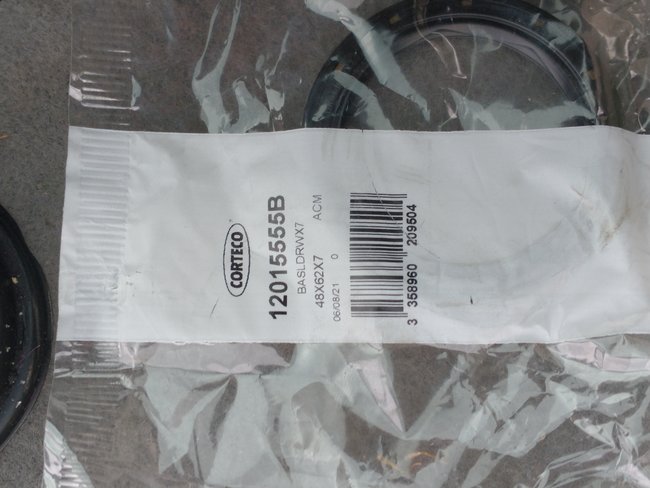 CORTECO
12015555B
BASLDRWX7
48X62X7 ACM
06/08/21 0
3 358960 209504